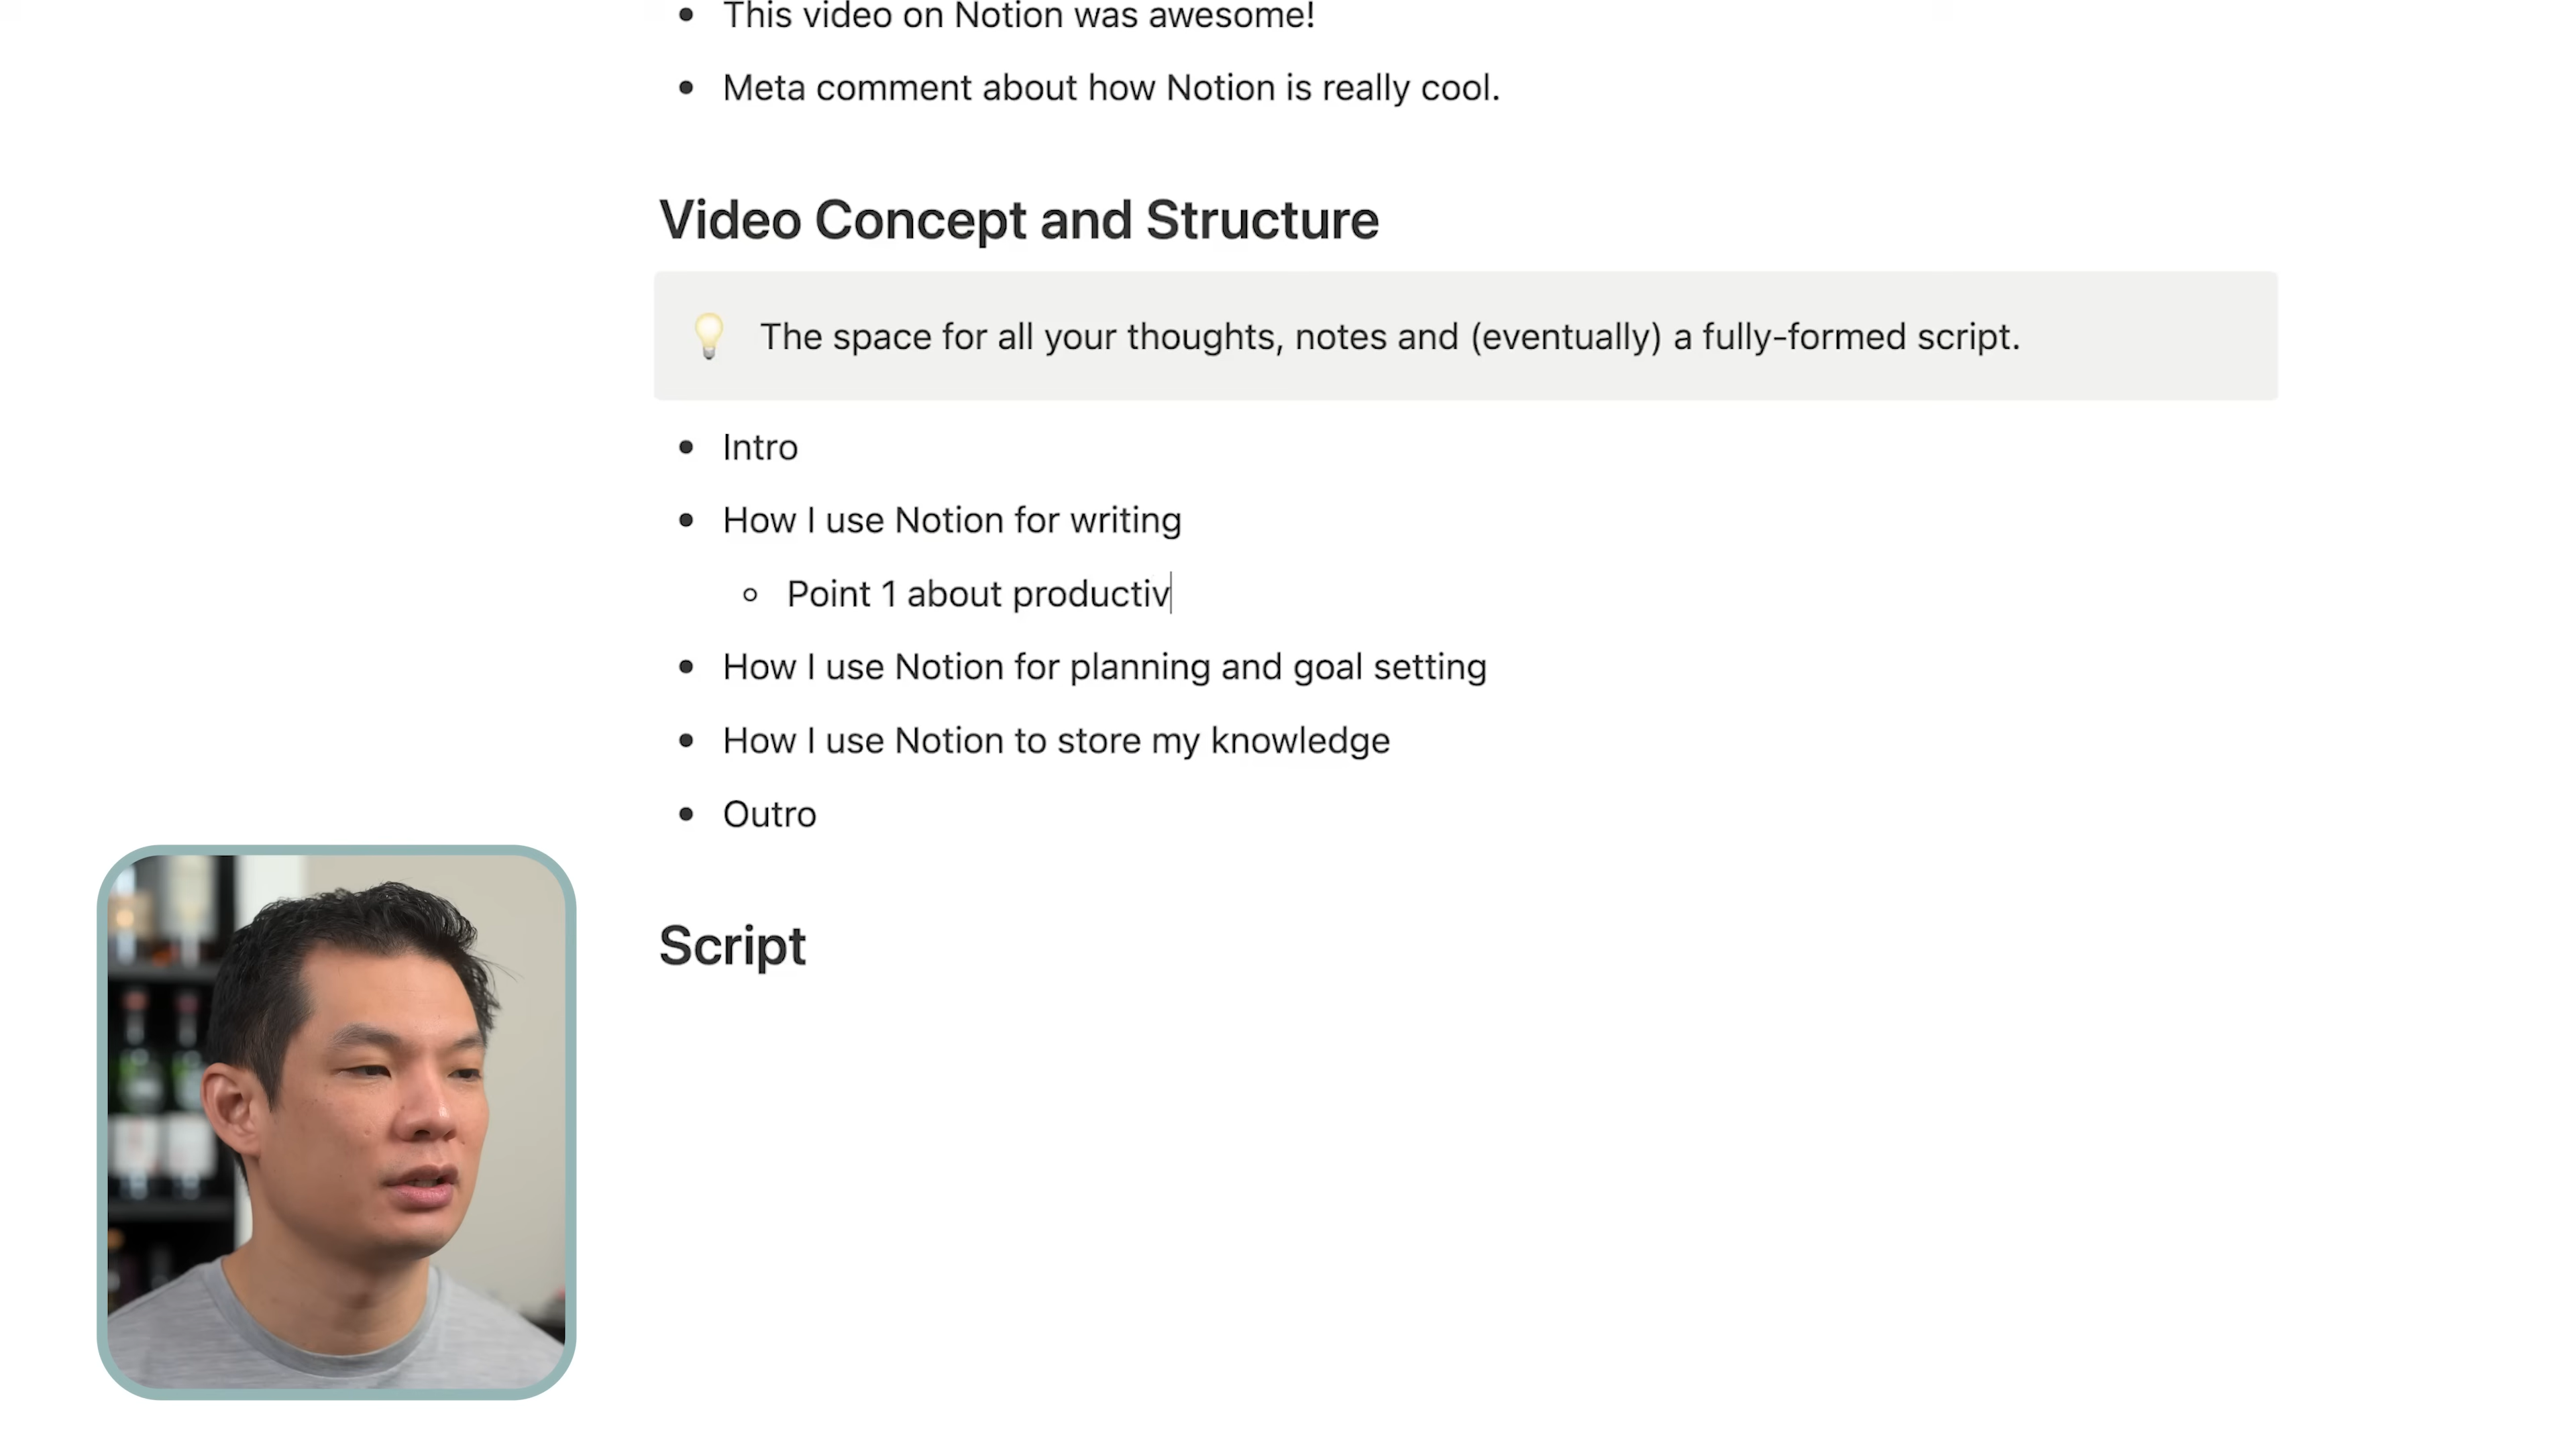 This video on Notion was awesome!
Meta comment about how Notion is really cool.
Video Concept and Structure
The space for all your thoughts, notes and (eventually) a fully-formed script.
Intro
How I use Notion for writing
Point 1 about productiv
How I use Notion for planning and goal setting
How I use Notion to store my knowledge
Outro
Script